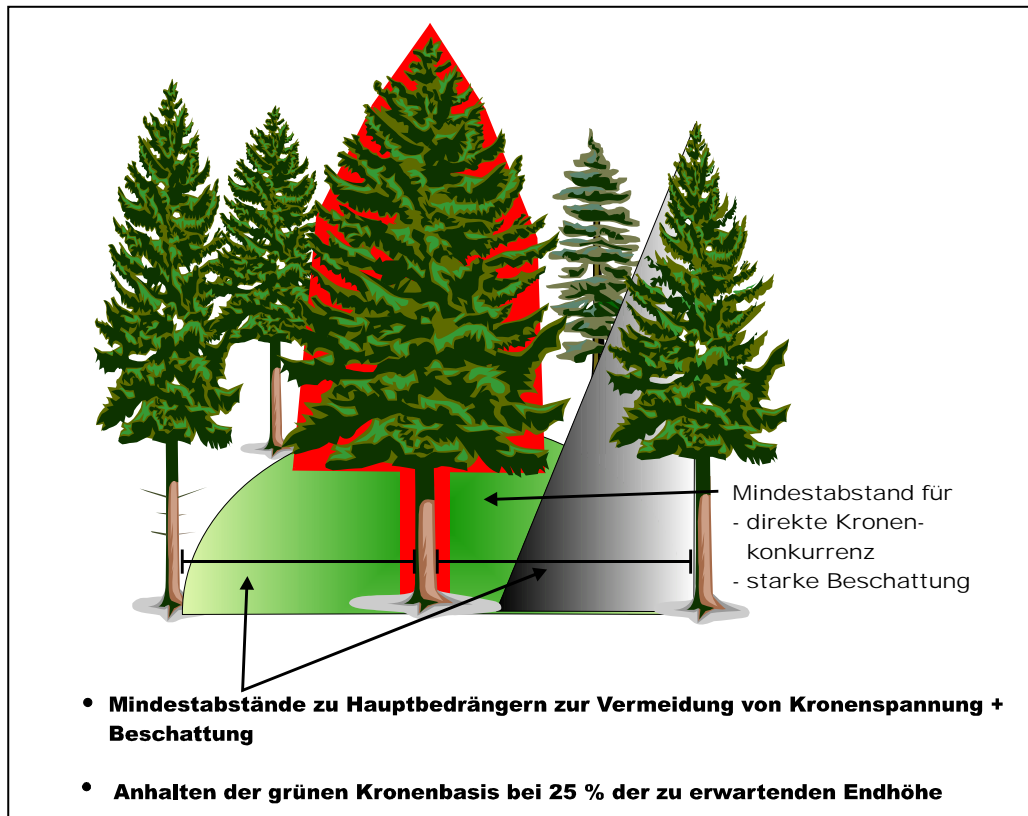 Mindestabstand für
- direkte Kronen-
konkurrenz
- starke Beschattung
• Mindestabstände zu Hauptbedrängern zur Vermeidung von Kronenspannung +
Beschattung
• Anhalten der grünen Kronenbasis bei 25 % der zu erwartenden Endhöhe